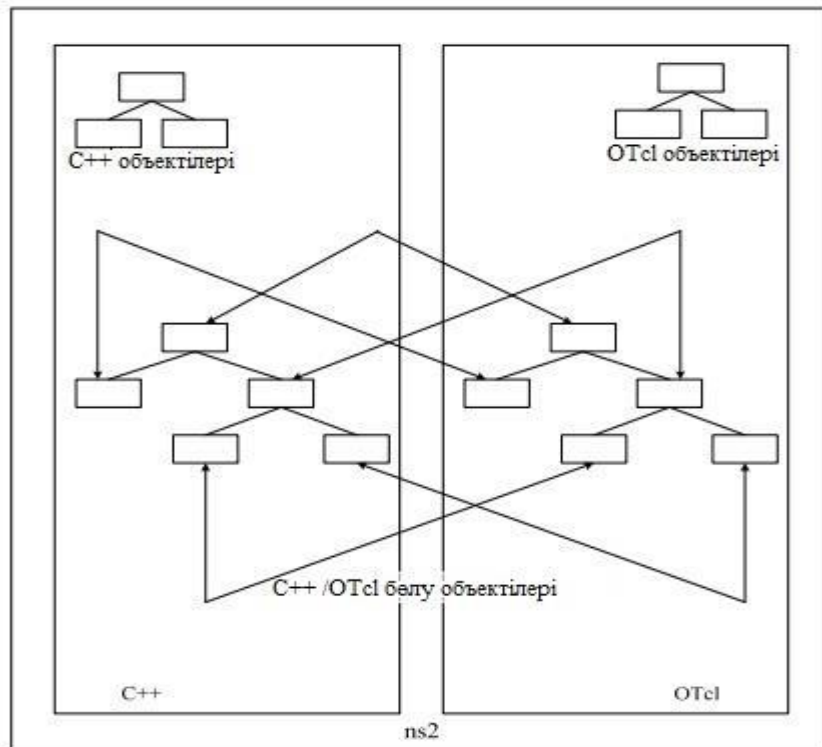 C++ объектілері
OTcl объектілері
C++ /OTcl бөлу объектілері
C++
OTcl
ns2